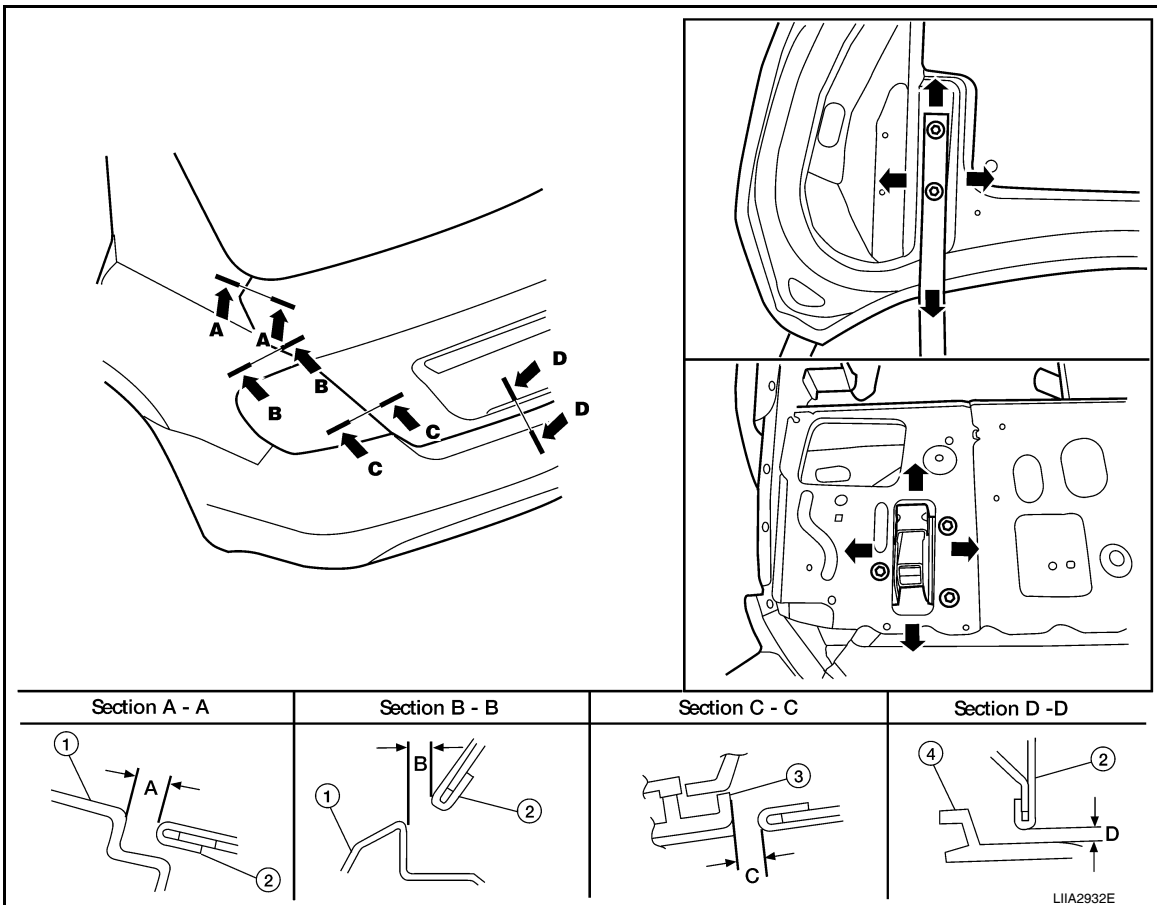 A
A
B
B
C
C
D
D
Section A - A
Section B - B
Section C - C
Section D -D
1
A
2
1
B
2
3
C
4
2
D
LIIA2932E